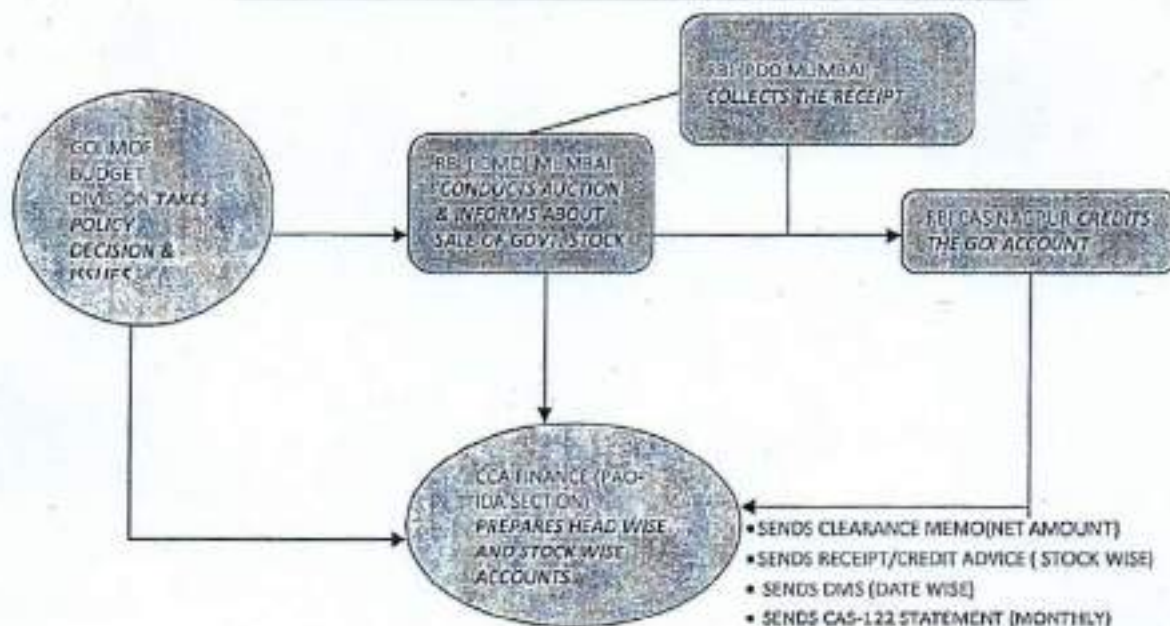 GOI, MOF
BUDGET
DIVISION TAKES
POLICY
DECISION &
ISSUES
RBI, PDO MUMBAI
COLLECTS THE RECEIPT
MUMBAI
CONDUCTS AUCTION
& INFORMS ABOUT
SALE OF GOVT. STOCK
RBI CAS NAGPUR CREDITS
THE GOI ACCOUNT
CCA FINANCE (PAO-
IDA SECTION)
PREPARES HEAD WISE
AND STOCK WISE
ACCOUNTS
•SENDS CLEARANCE MEMO(NET AMOUNT)
•SENDS RECEIPT/CREDIT ADVICE ( STOCK WISE)
• SENDS DMS (DATE WISE)
• SENDS CAS-122 STATEMENT (MONTHLY)